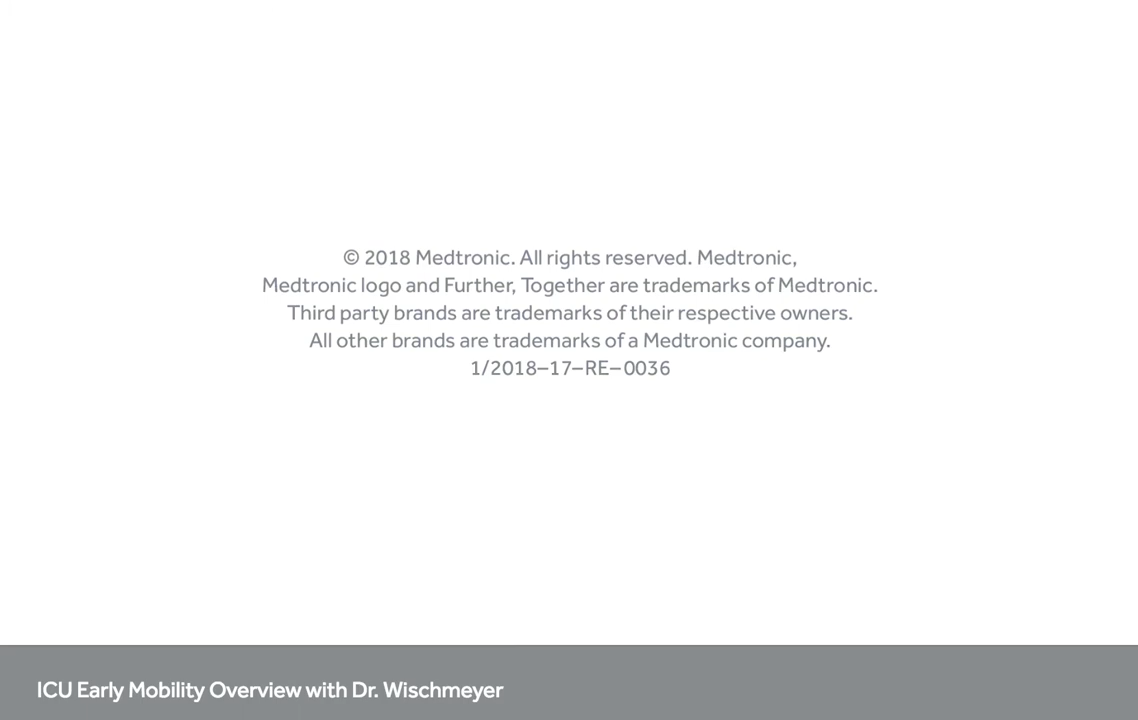 © 2018 Medtronic. All rights reserved. Medtronic,
Medtronic logo and Further, Together are trademarks of Medtronic.
Third party brands are trademarks of their respective owners.
All other brands are trademarks of a Medtronic company.
1/2018–17–RE–0036
ICU Early Mobility Overview with Dr. Wischmeyer